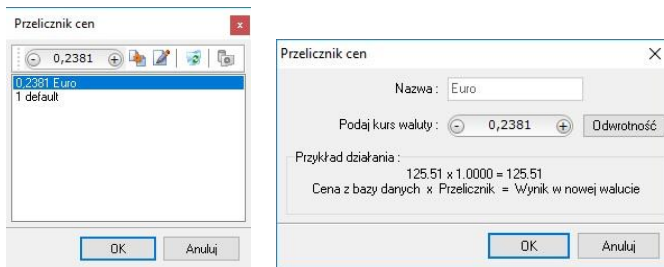 Przelicznik cen
x
0,2381
0,2381 Euro
1 default
OK
Anuluj
Przelicznik cen
Nazwa :
Euro
Podaj kurs waluty :
0,2381
Odwrotność
Przykład działania :
125.51 x 1.0000 = 125.51
Cena z bazy danych x Przelicznik = Wynik w nowej walucie
OK
Anuluj